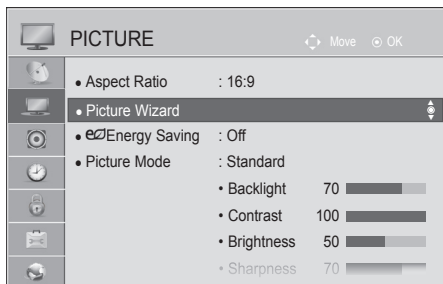 PICTURE Move OK
• Aspect Ratio : 16:9
• Picture Wizard
• Energy Saving : Off
• Picture Mode : Standard
• Backlight 70
• Contrast 100
• Brightness 50
• Sharpness 70